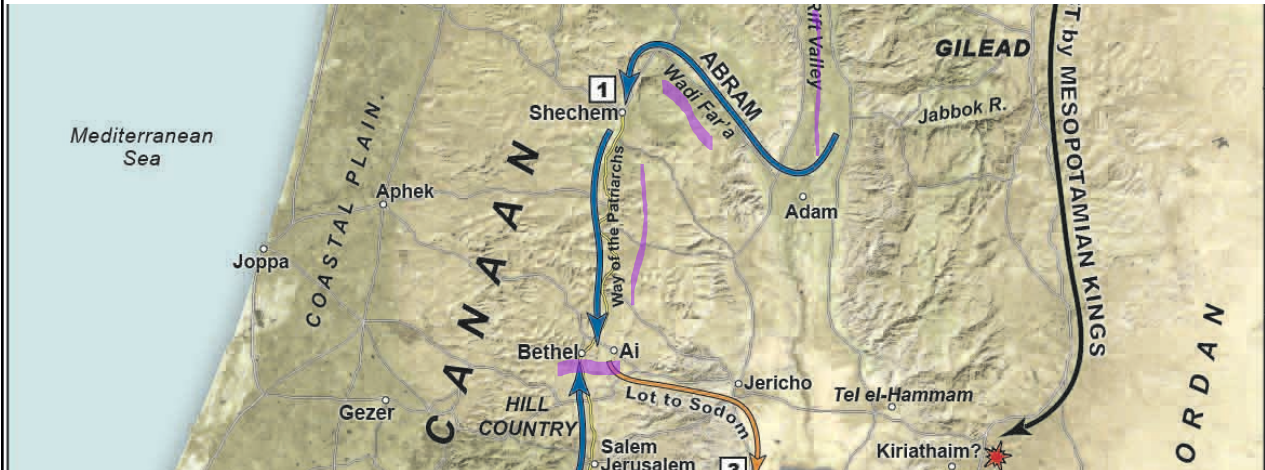 Mediterranean
Sea
COASTAL PLAIN.
CANAAN
Joppa
Aphek
Gezer
1
Shechem
ABRAM
Wadi Far'a
Rift Valley
GILEAD
Jabbok R.
T by MESOPOTAMIAN KINGS
Adam
Way of the Patriarchs
Bethel
Ai
Jericho
Lot to Sodom
Tel el-Hammam
HILL
COUNTRY
Salem
Jerusalem
Kiriathaim?
ORDAN